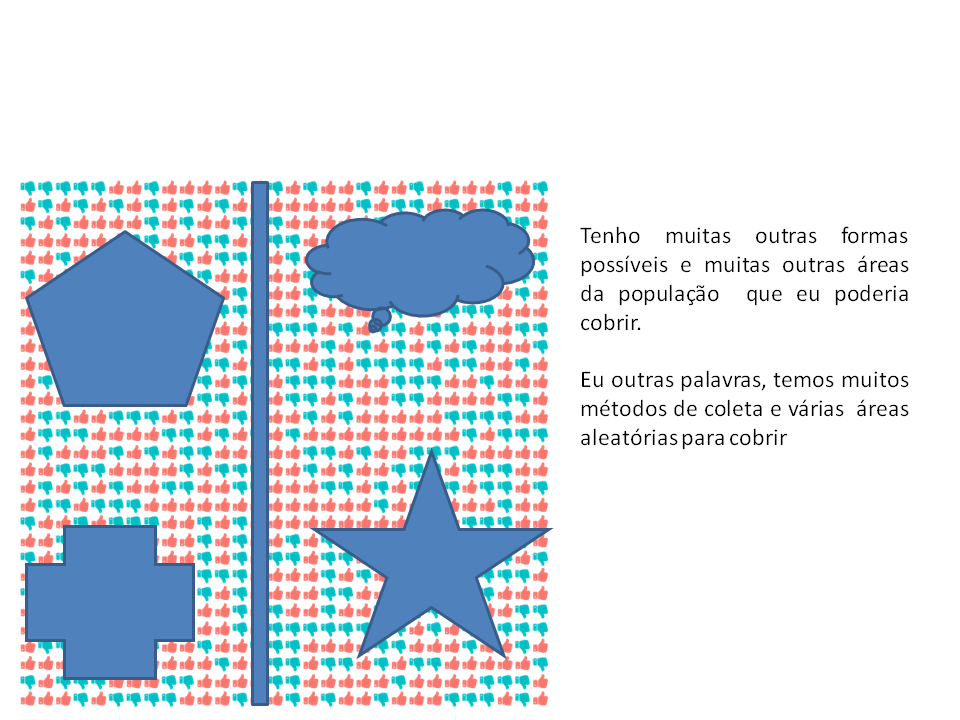 Tenho muitas outras formas
possíveis e muitas outras áreas
da população que eu poderia
cobrir.
Eu outras palavras, temos muitos
métodos de coleta e várias áreas
aleatórias para cobrir